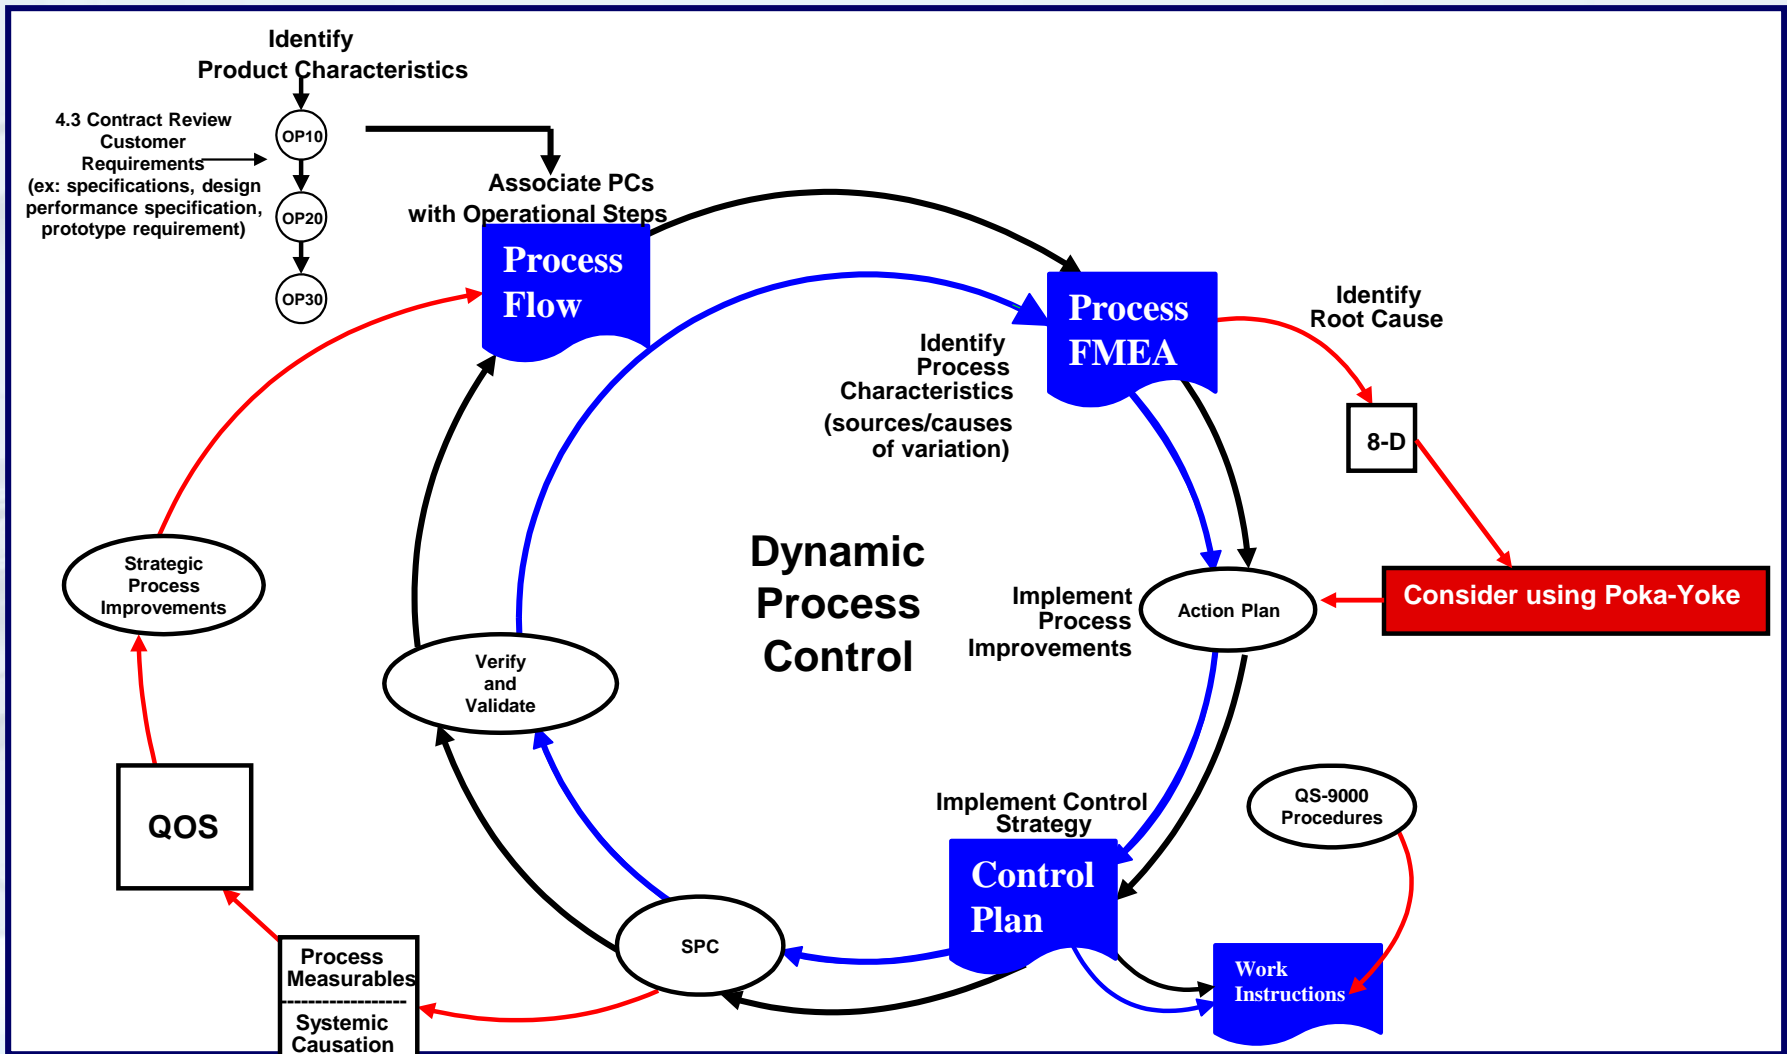 Identify
Product Characteristics
4.3 Contract Review
Customer
Requirements
(ex: specifications, design
performance specification,
prototype requirement)
OP10
OP20
OP30
Associate PCs
with Operational Steps
Process
Flow
Process
FMEA
Identify
Root Cause
Identify
Process
Characteristics
(sources/causes
of variation)
8-D
Dynamic
Process
Control
Strategic
Process
Improvements
Implement
Process
Improvements
Action Plan
Consider using Poka-Yoke
Verify
and
Validate
QOS
Implement Control
Strategy
QS-9000
Procedures
Control
Plan
SPC
Process
Measurables
------------------
Systemic
Causation
Work
Instructions